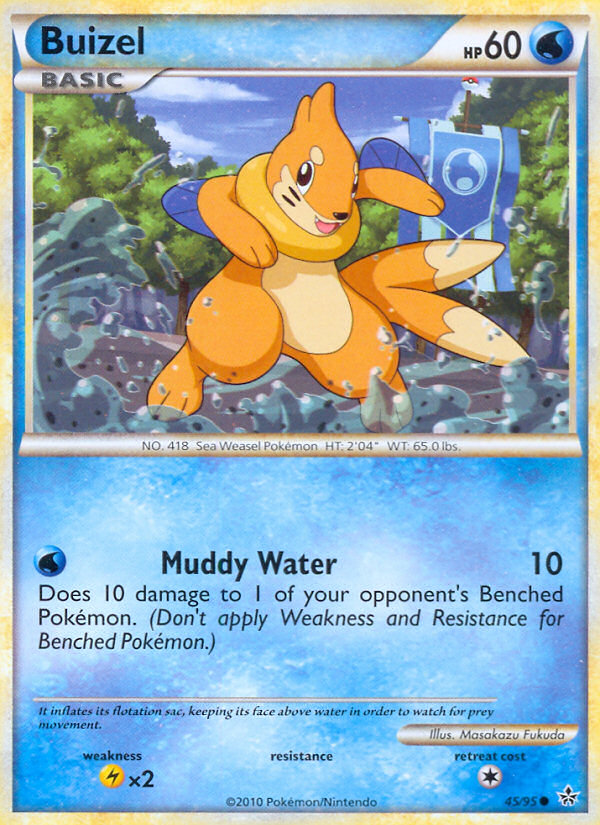 Buizel
HP 60
BASIC
NO. 418 Sea Weasel Pokémon HT: 2'04" WT: 65.0 lbs.
Muddy Water 10
Does 10 damage to 1 of your opponent's Benched
Pokémon. (Don't apply Weakness and Resistance for
Benched Pokémon.)
It inflates its flotation sac, keeping its face above water in order to watch for prey
movement.
Illus. Masakazu Fukuda
weakness resistance retreat cost
×2
©2010 Pokémon/Nintendo 45/95